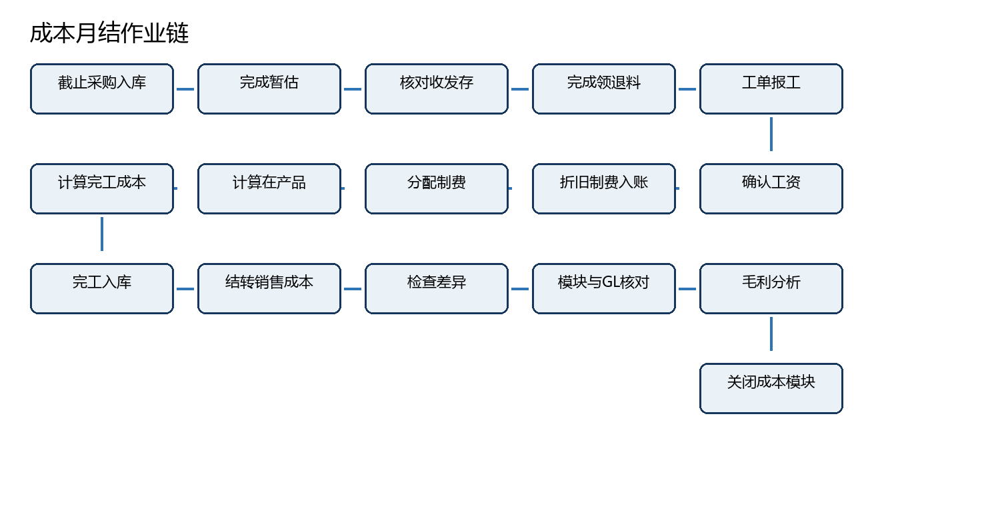 成本月结作业链
截止采购入库
完成暂估
核对收发存
完成领退料
工单报工
计算完工成本
计算在产品
分配制费
折旧制费入账
确认工资
完工入库
结转销售成本
检查差异
模块与GL核对
毛利分析
关闭成本模块